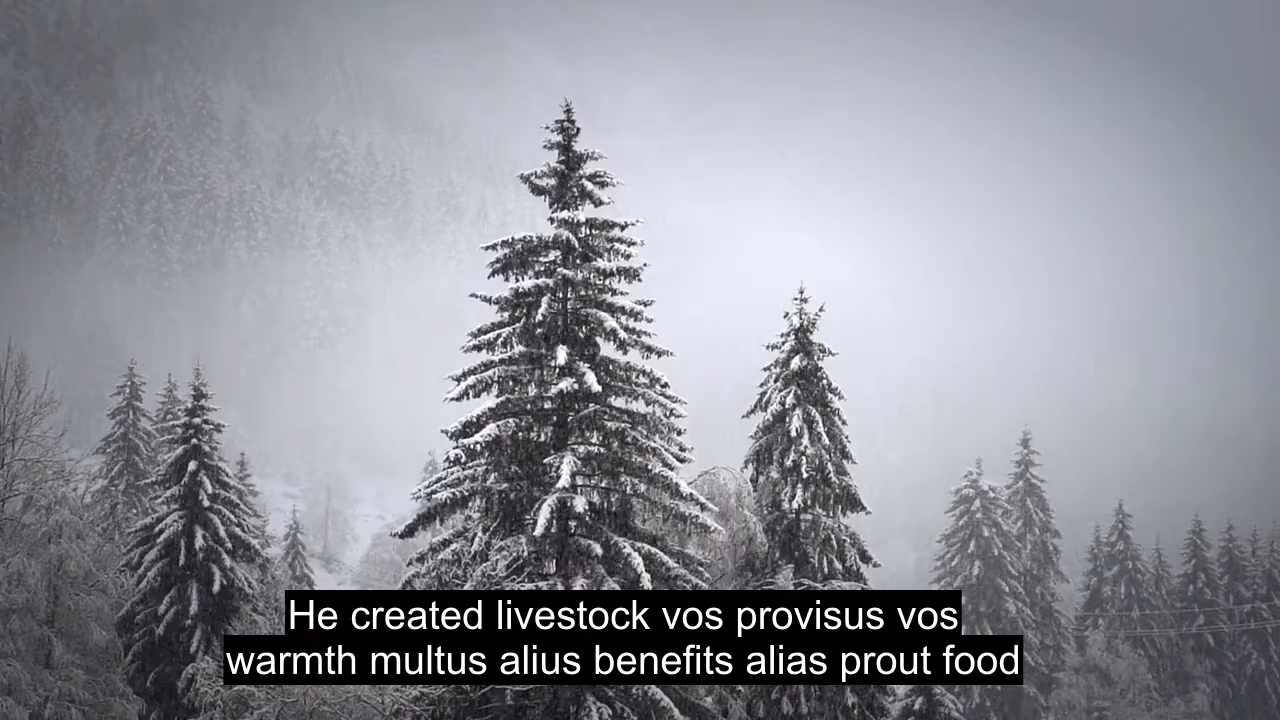 He created livestock vos provisus vos
warmth multus alius benefits alias prout food